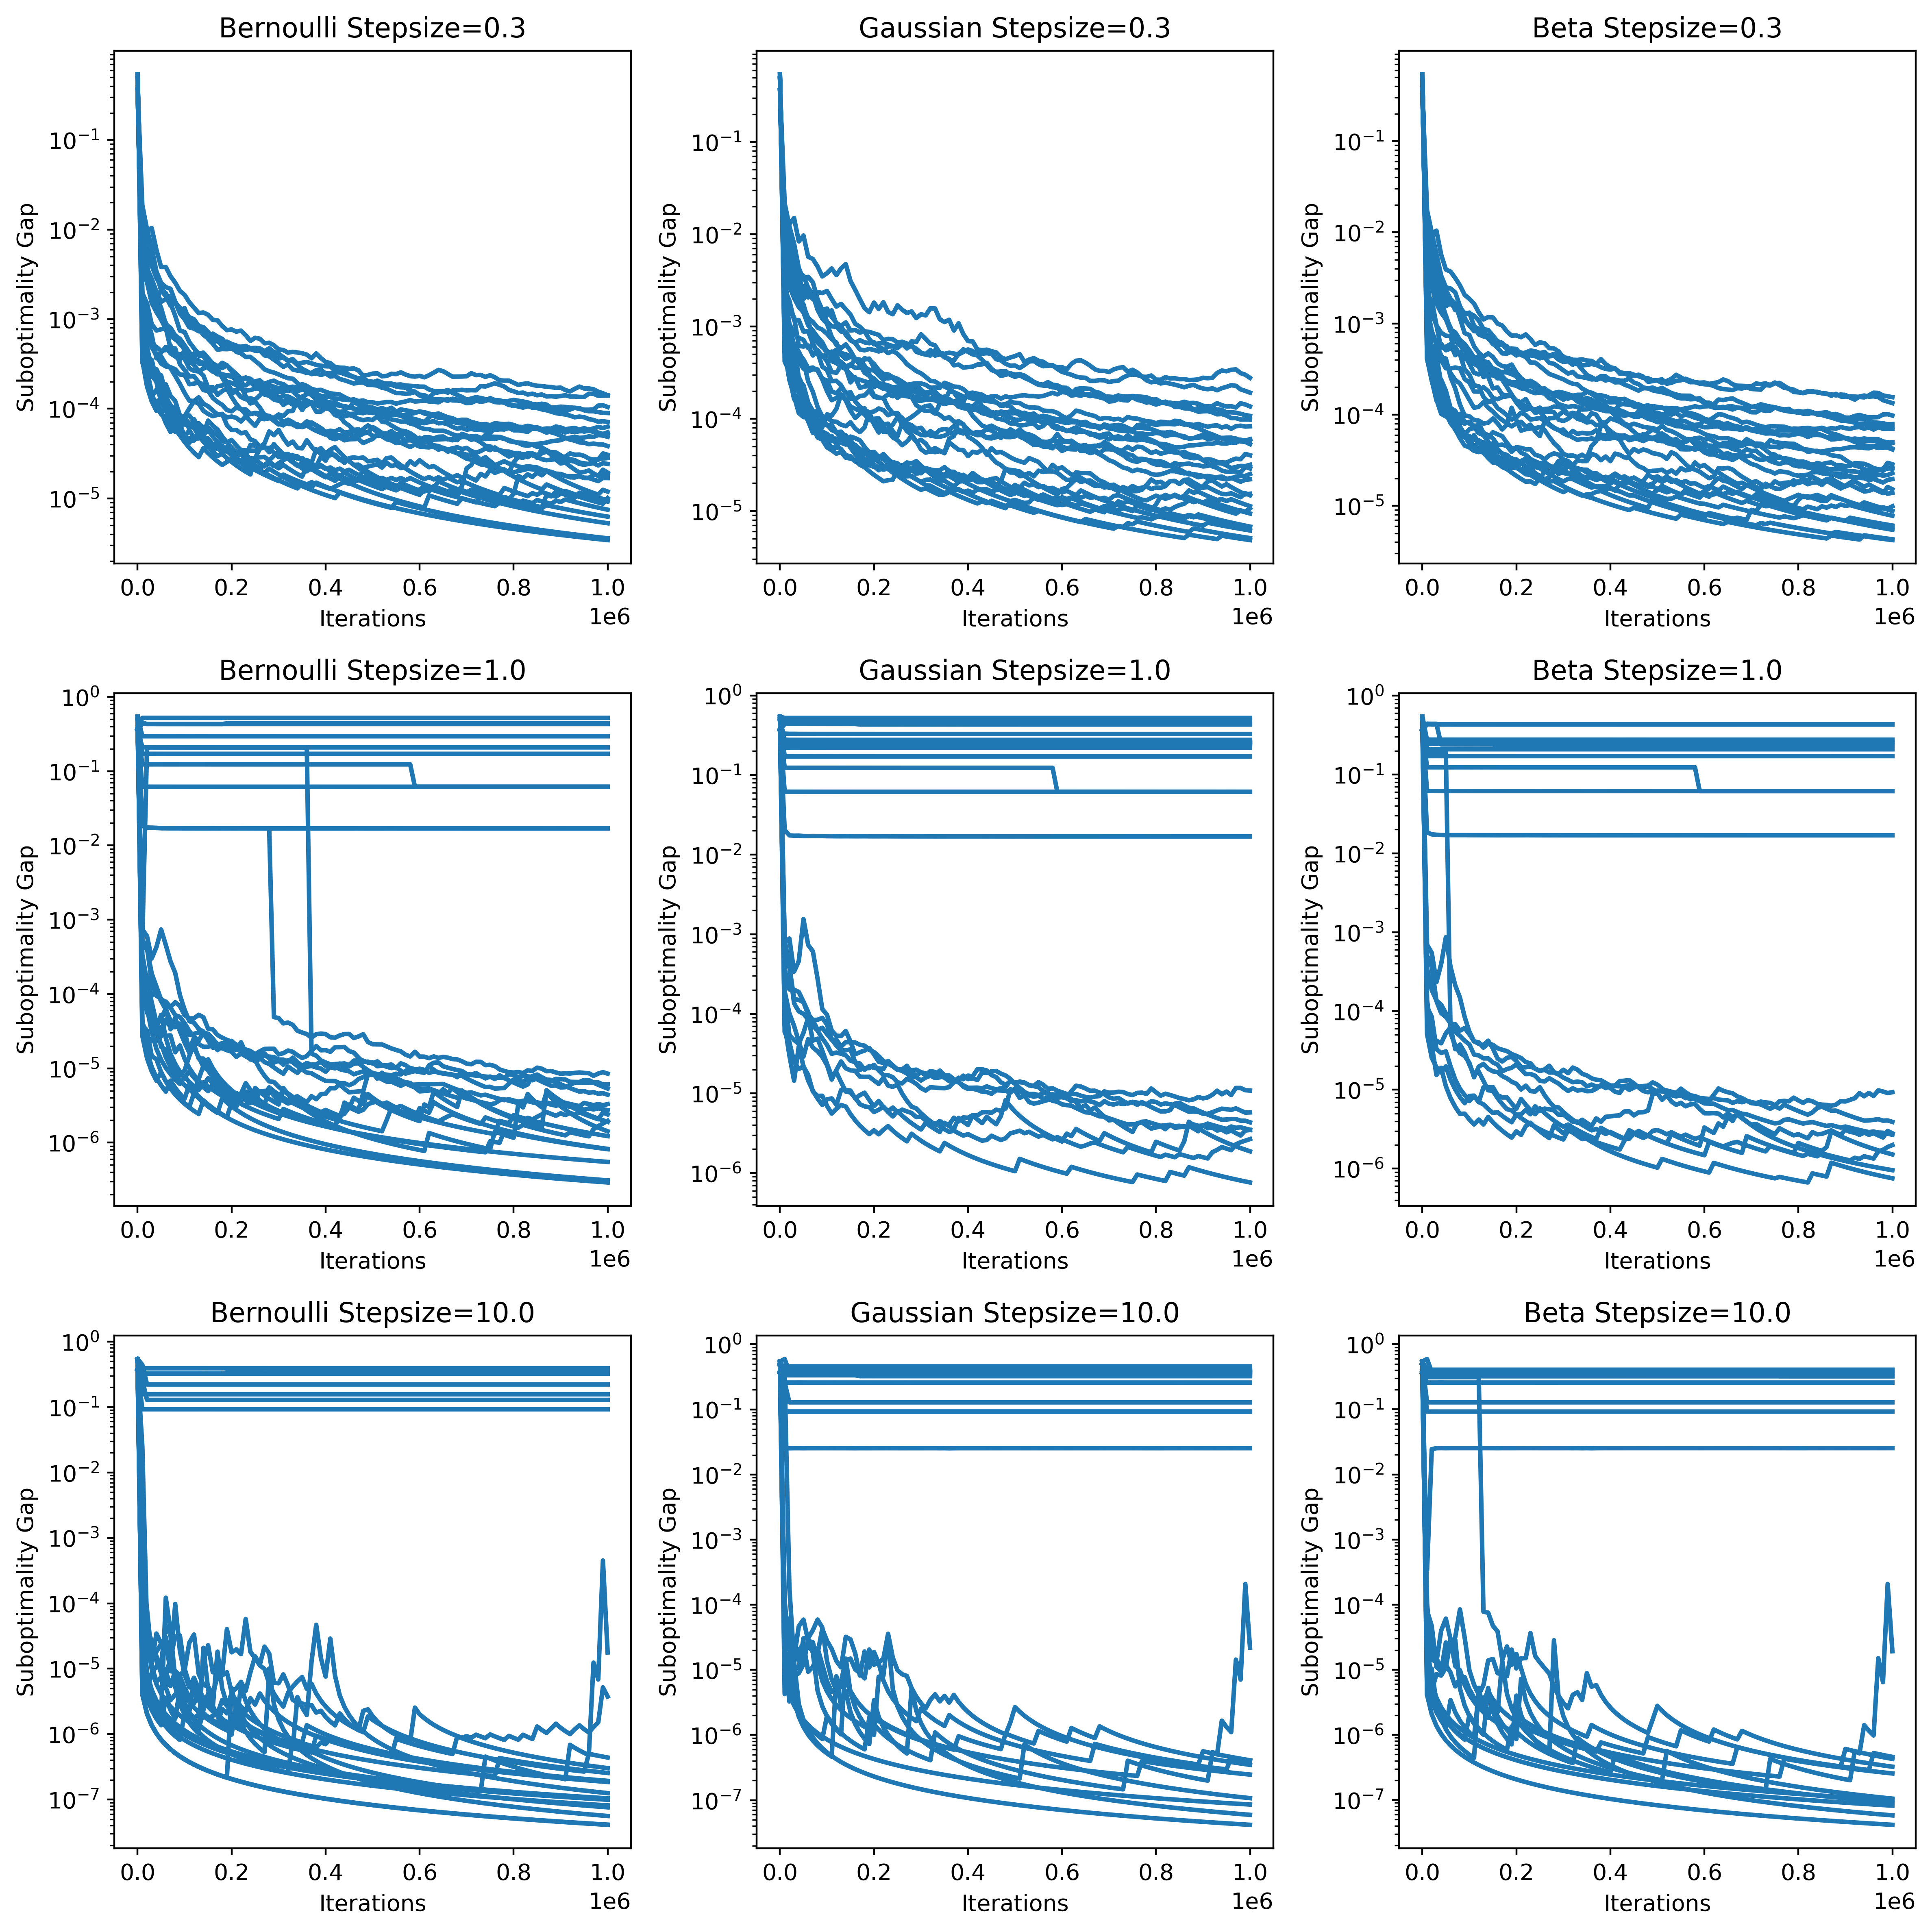 Bernoulli Stepsize=0.3
Suboptimality Gap
10⁻¹
10⁻²
10⁻³
10⁻⁴
10⁻⁵
0.0 0.2 0.4 0.6 0.8 1.0
Iterations
1e6
Gaussian Stepsize=0.3
Suboptimality Gap
10⁻¹
10⁻²
10⁻³
10⁻⁴
10⁻⁵
0.0 0.2 0.4 0.6 0.8 1.0
Iterations
1e6
Beta Stepsize=0.3
Suboptimality Gap
10⁻¹
10⁻²
10⁻³
10⁻⁴
10⁻⁵
0.0 0.2 0.4 0.6 0.8 1.0
Iterations
1e6
Bernoulli Stepsize=1.0
Suboptimality Gap
10⁰
10⁻¹
10⁻²
10⁻³
10⁻⁴
10⁻⁵
10⁻⁶
0.0 0.2 0.4 0.6 0.8 1.0
Iterations
1e6
Gaussian Stepsize=1.0
Suboptimality Gap
10⁰
10⁻¹
10⁻²
10⁻³
10⁻⁴
10⁻⁵
10⁻⁶
0.0 0.2 0.4 0.6 0.8 1.0
Iterations
1e6
Beta Stepsize=1.0
Suboptimality Gap
10⁰
10⁻¹
10⁻²
10⁻³
10⁻⁴
10⁻⁵
10⁻⁶
0.0 0.2 0.4 0.6 0.8 1.0
Iterations
1e6
Bernoulli Stepsize=10.0
Suboptimality Gap
10⁰
10⁻¹
10⁻²
10⁻³
10⁻⁴
10⁻⁵
10⁻⁶
10⁻⁷
0.0 0.2 0.4 0.6 0.8 1.0
Iterations
1e6
Gaussian Stepsize=10.0
Suboptimality Gap
10⁰
10⁻¹
10⁻²
10⁻³
10⁻⁴
10⁻⁵
10⁻⁶
10⁻⁷
0.0 0.2 0.4 0.6 0.8 1.0
Iterations
1e6
Beta Stepsize=10.0
Suboptimality Gap
10⁰
10⁻¹
10⁻²
10⁻³
10⁻⁴
10⁻⁵
10⁻⁶
10⁻⁷
0.0 0.2 0.4 0.6 0.8 1.0
Iterations
1e6